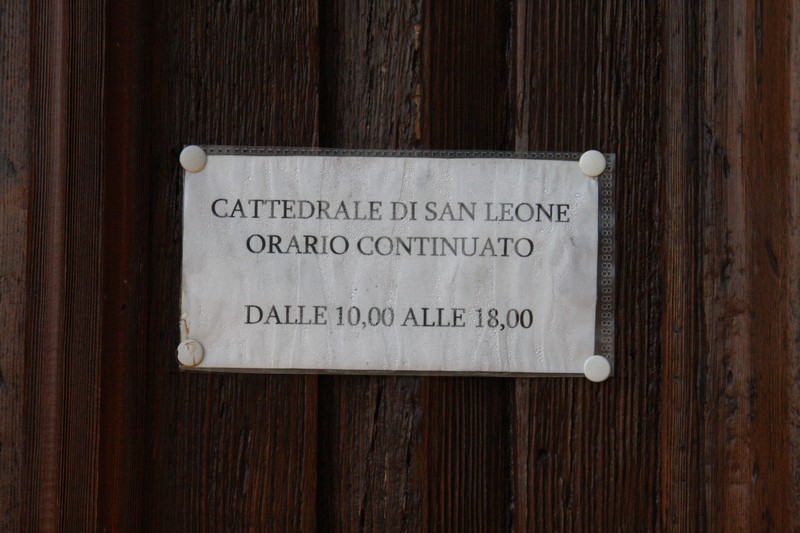 CATTEDRALE DI SAN LEONE
ORARIO CONTINUATO
DALLE 10,00 ALLE 18,00